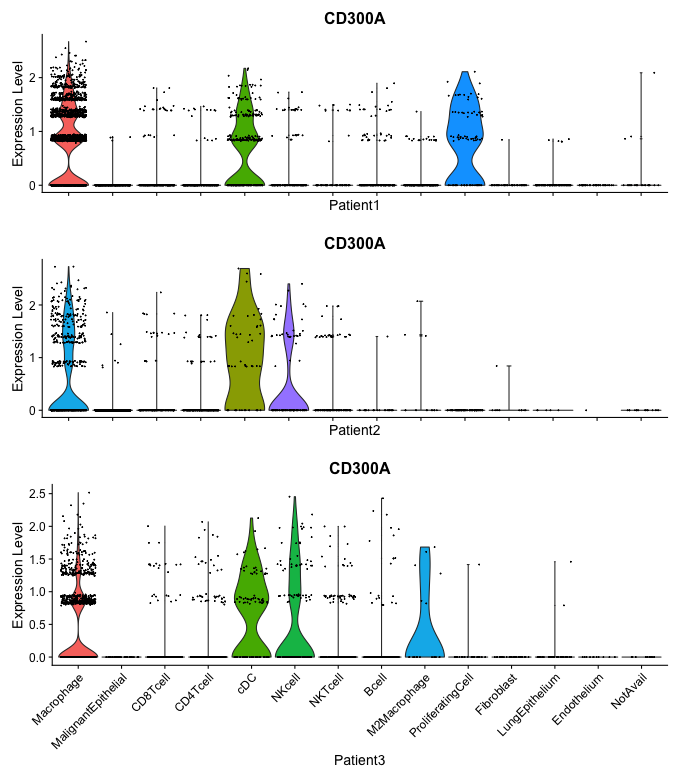 CD300A
Expression Level
2
1
0
Patient1
CD300A
Expression Level
2
1
0
Patient2
CD300A
Expression Level
2.5
2.0
1.5
1.0
0.5
0.0
Macrophage
MalignantEpithelial
CD8Tcell
CD4Tcell
cDC
NKcell
NKTcell
Bcell
M2Macrophage
ProliferatingCell
Fibroblast
LungEpithelium
Endothelium
NotAvail
Patient3